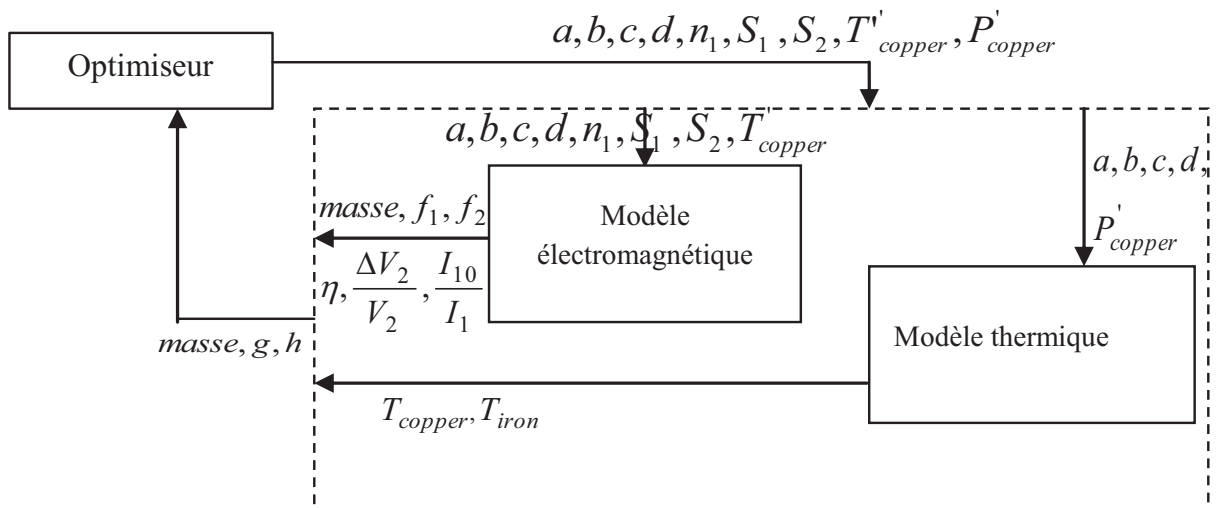 a, b, c, d, n₁, S₁, S₂, T''copper, P'copper
Optimiseur
a, b, c, d, n₁, S₁, S₂, T'copper
a, b, c, d,
P'copper
masse, f₁, f₂
η, ΔV₂/V₂, I₁₀/I₁
Modèle
électromagnétique
masse, g, h
Modèle thermique
Tcopper, Tiron